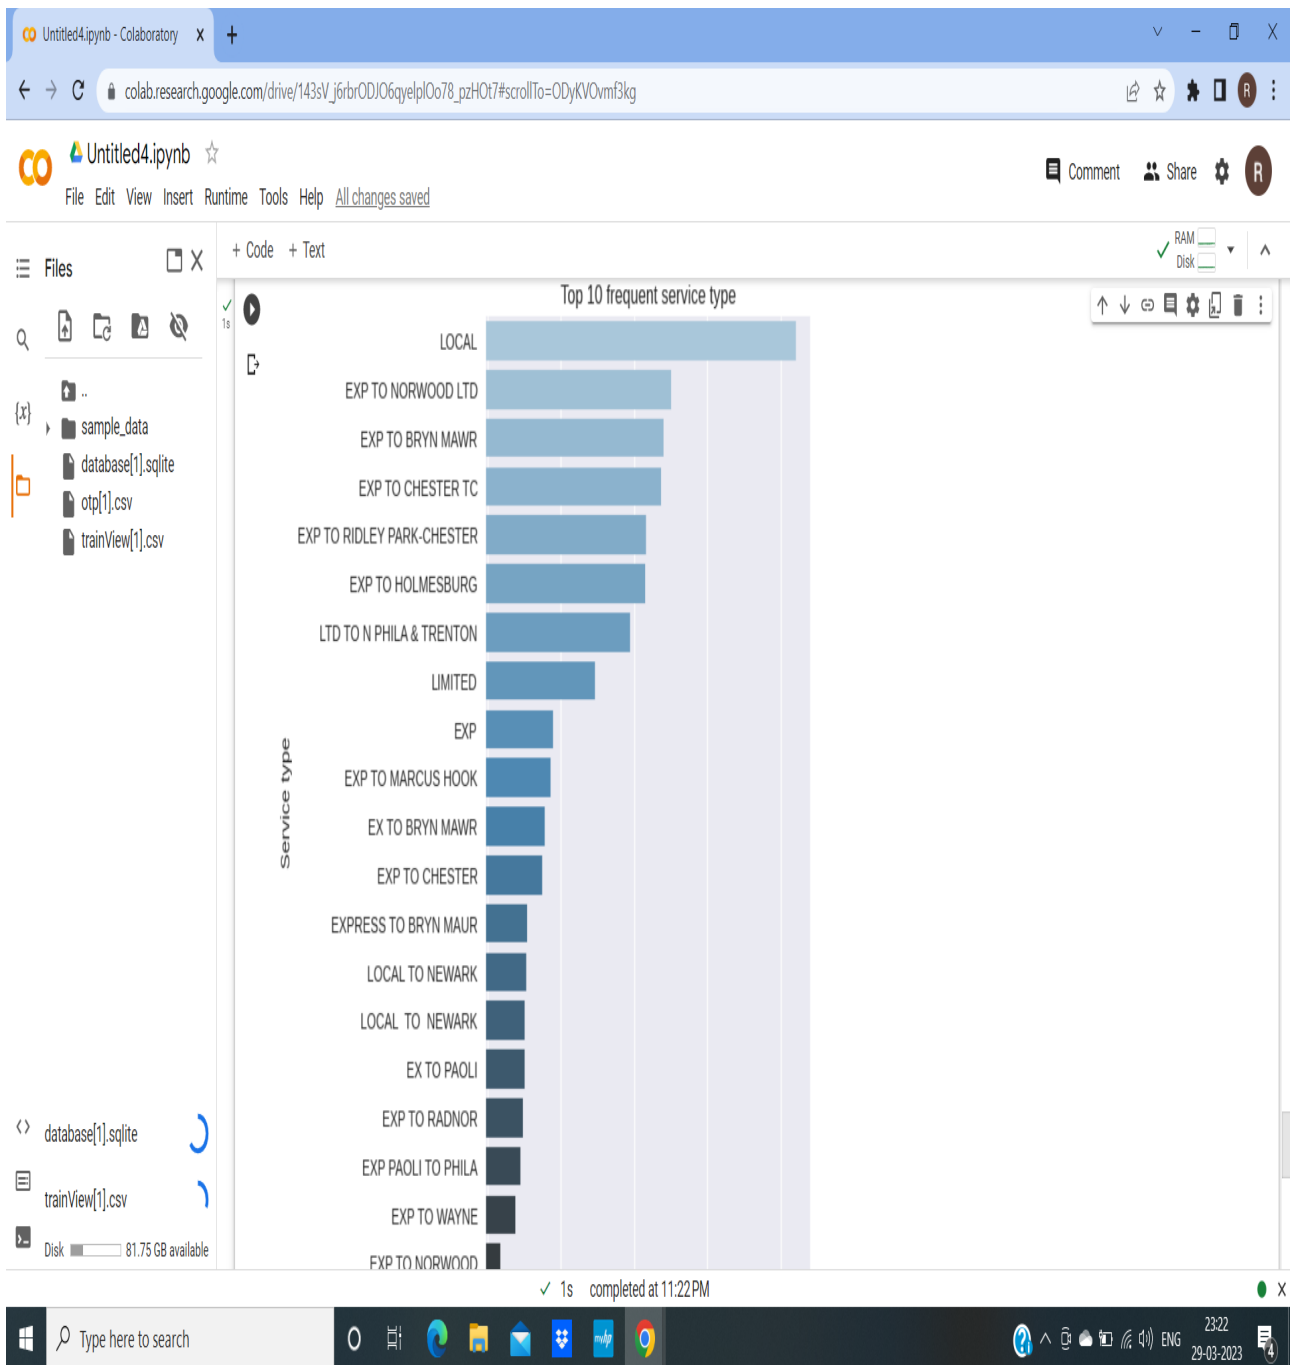 Untitled4.ipynb - Colaboratory
colab.research.google.com/drive/143sV_j6rbrODJO6qyelplOo78_pzHOt7#scrollTo=ODyKVOvmf3kg
R
Untitled4.ipynb
File Edit View Insert Runtime Tools Help All changes saved
Comment Share R
Files
+ Code + Text
RAM
Disk
1s
..
sample_data
database[1].sqlite
otp[1].csv
trainView[1].csv
{x}
Top 10 frequent service type
Service type
LOCAL
EXP TO NORWOOD LTD
EXP TO BRYN MAWR
EXP TO CHESTER TC
EXP TO RIDLEY PARK-CHESTER
EXP TO HOLMESBURG
LTD TO N PHILA & TRENTON
LIMITED
EXP
EXP TO MARCUS HOOK
EX TO BRYN MAWR
EXP TO CHESTER
EXPRESS TO BRYN MAUR
LOCAL TO NEWARK
LOCAL  TO  NEWARK
EX TO PAOLI
EXP TO RADNOR
EXP PAOLI TO PHILA
EXP TO WAYNE
EXP TO NORWOOD
database[1].sqlite
trainView[1].csv
Disk 81.75 GB available
1s completed at 11:22 PM
Type here to search
myhp
ENG
23:22
29-03-2023
4